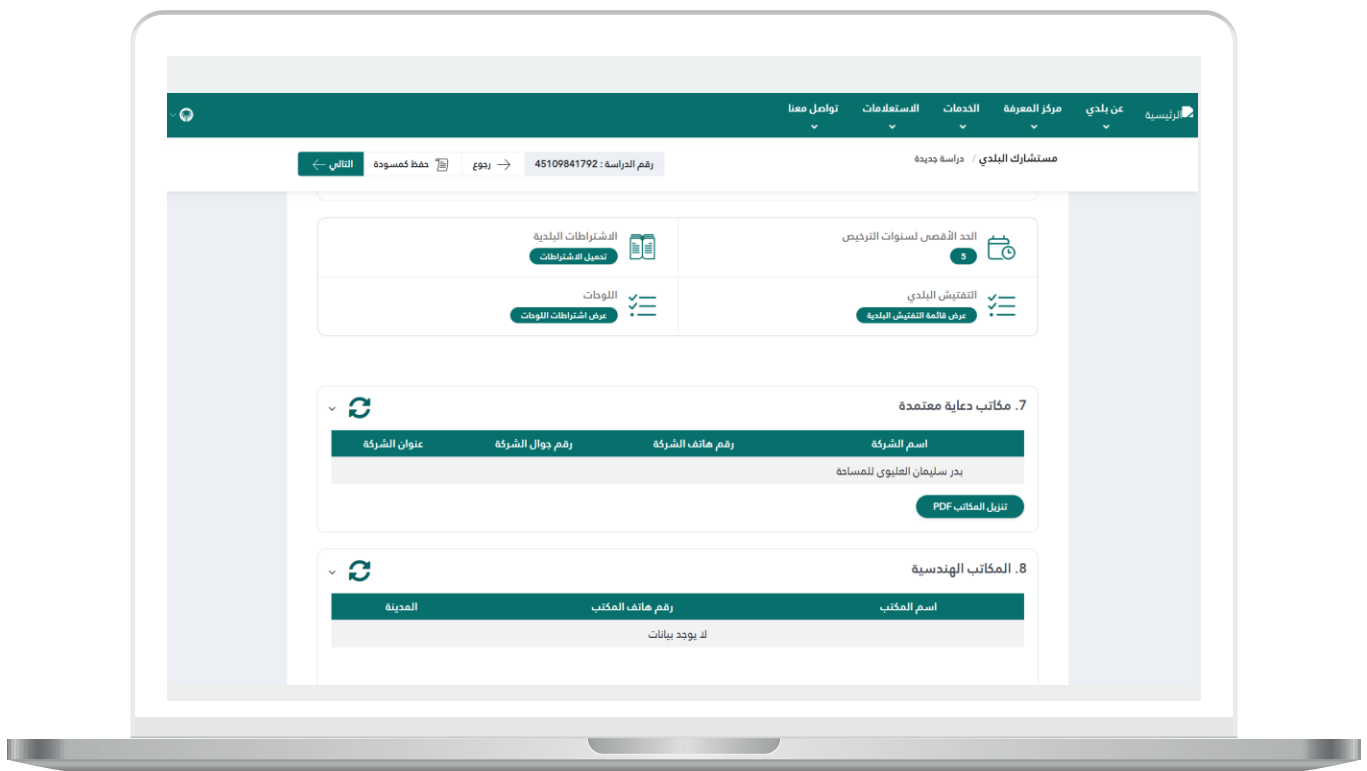 الرئيسية
عن بلدي
مركز المعرفة
الخدمات
الاستعلامات
تواصل معنا
مستشارك البلدي / دراسة جديدة
رقم الدراسة : 45109841792
رجوع
حفظ كمسودة
التالي
الحد الأقصى لسنوات الترخيص
5
الاشتراطات البلدية
تحميل الاشتراطات
التفتيش البلدي
عرض قائمة التفتيش البلدية
اللوحات
عرض اشتراطات اللوحات
7. مكاتب دعاية معتمدة
اسم الشركة رقم هاتف الشركة رقم جوال الشركة عنوان الشركة
بدر سليمان العليوى للمساحة
تنزيل المكاتب PDF
8. المكاتب الهندسية
اسم المكتب رقم هاتف المكتب المدينة
لا يوجد بيانات